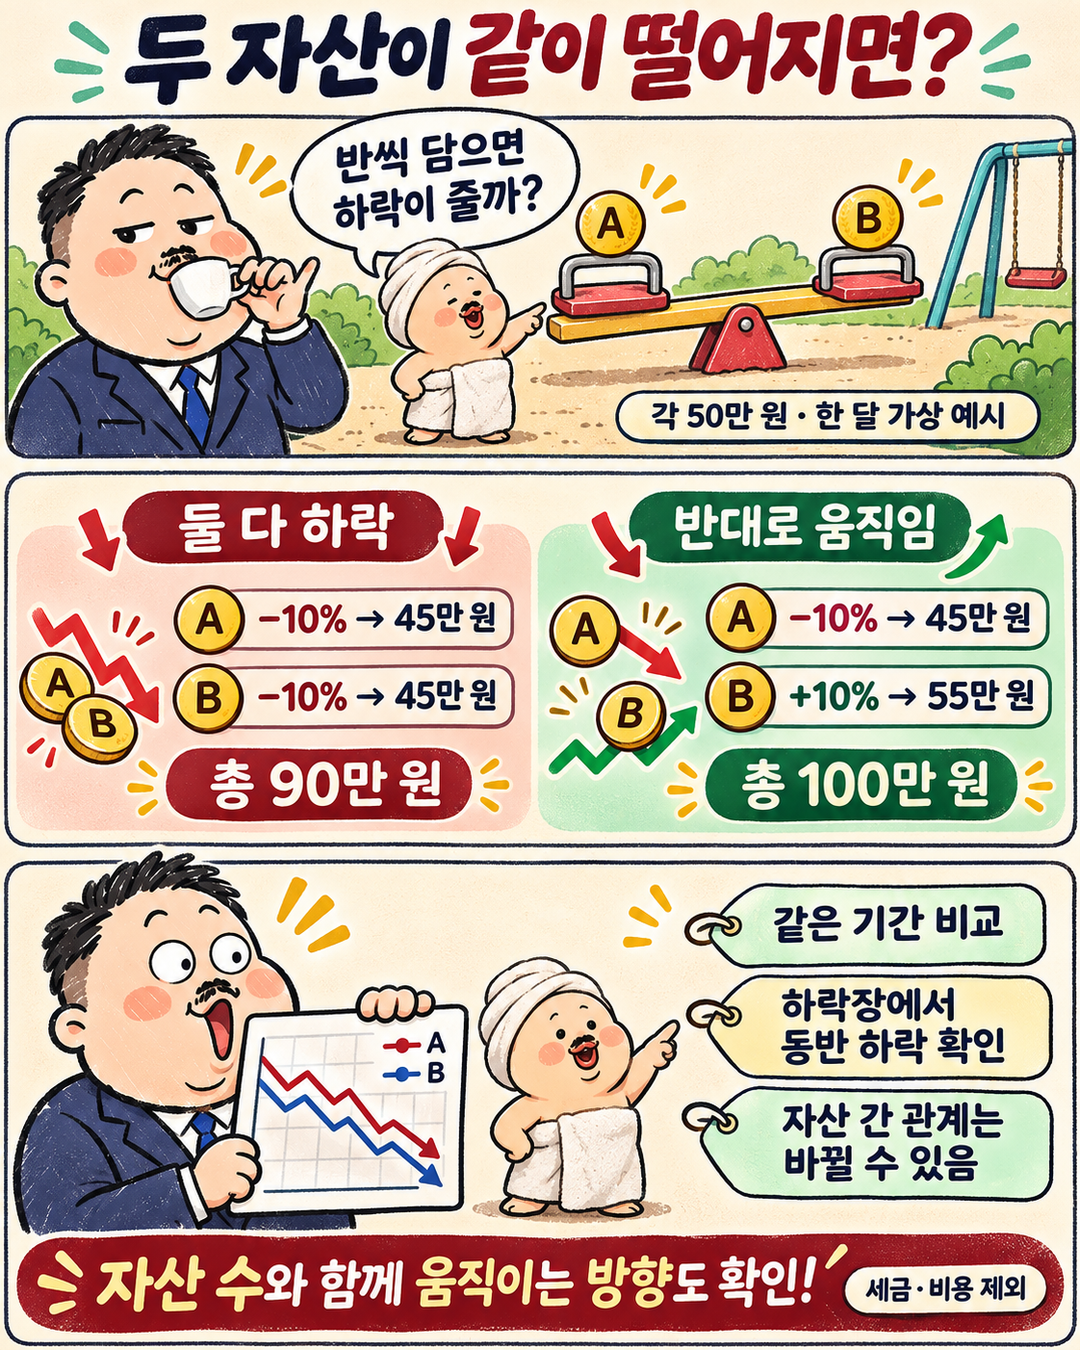 두 자산이 같이 떨어지면?
반씩 담으면
하락이 줄까?
A
B
각 50만 원 · 한 달 가상 예시
둘 다 하락
A -10% → 45만 원
B -10% → 45만 원
A
B
총 90만 원
반대로 움직임
A
A -10% → 45만 원
B
B +10% → 55만 원
총 100만 원
A
B
같은 기간 비교
하락장에서
동반 하락 확인
자산 간 관계는
바뀔 수 있음
자산 수와 함께 움직이는 방향도 확인!
세금 · 비용 제외